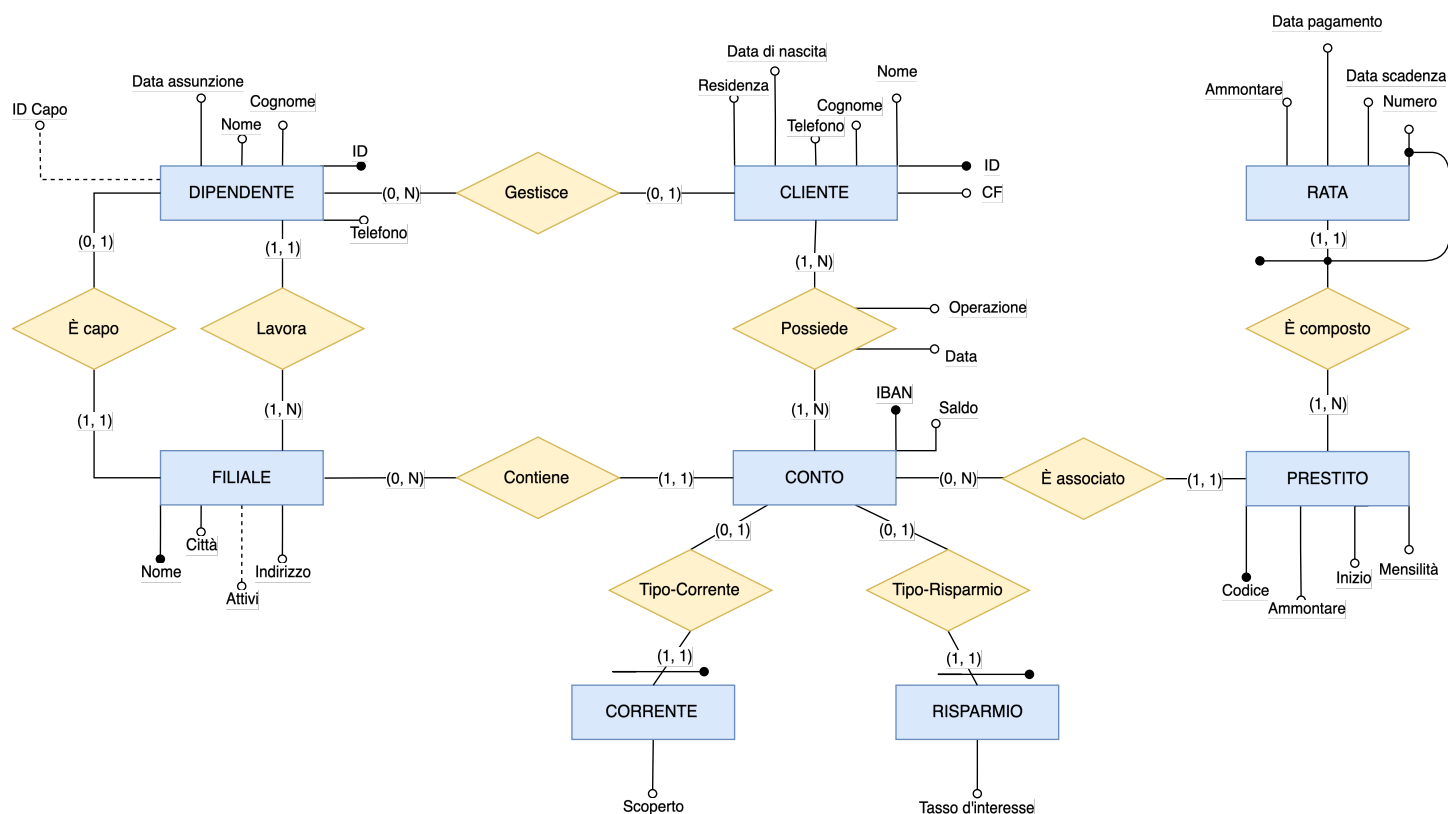 Data pagamento
Data di nascita
Nome
Data assunzione
Residenza
Data scadenza
Ammontare
Cognome
Cognome
Numero
ID Capo
Nome
Telefono
ID
ID
DIPENDENTE
(0, N)
Gestisce
(0, 1)
CLIENTE
CF
RATA
Telefono
(0, 1)
(1, 1)
(1, N)
(1, 1)
Operazione
È capo
Lavora
Possiede
È composto
Data
IBAN
Saldo
(1, 1)
(1, N)
(1, N)
(1, N)
FILIALE
(0, N)
Contiene
(1, 1)
CONTO
(0, N)
È associato
(1, 1)
PRESTITO
(0, 1)
(0, 1)
Città
Nome
Indirizzo
Attivi
Tipo-Corrente
Tipo-Risparmio
Codice
Ammontare
Inizio
Mensilità
(1, 1)
(1, 1)
CORRENTE
RISPARMIO
Scoperto
Tasso d'interesse